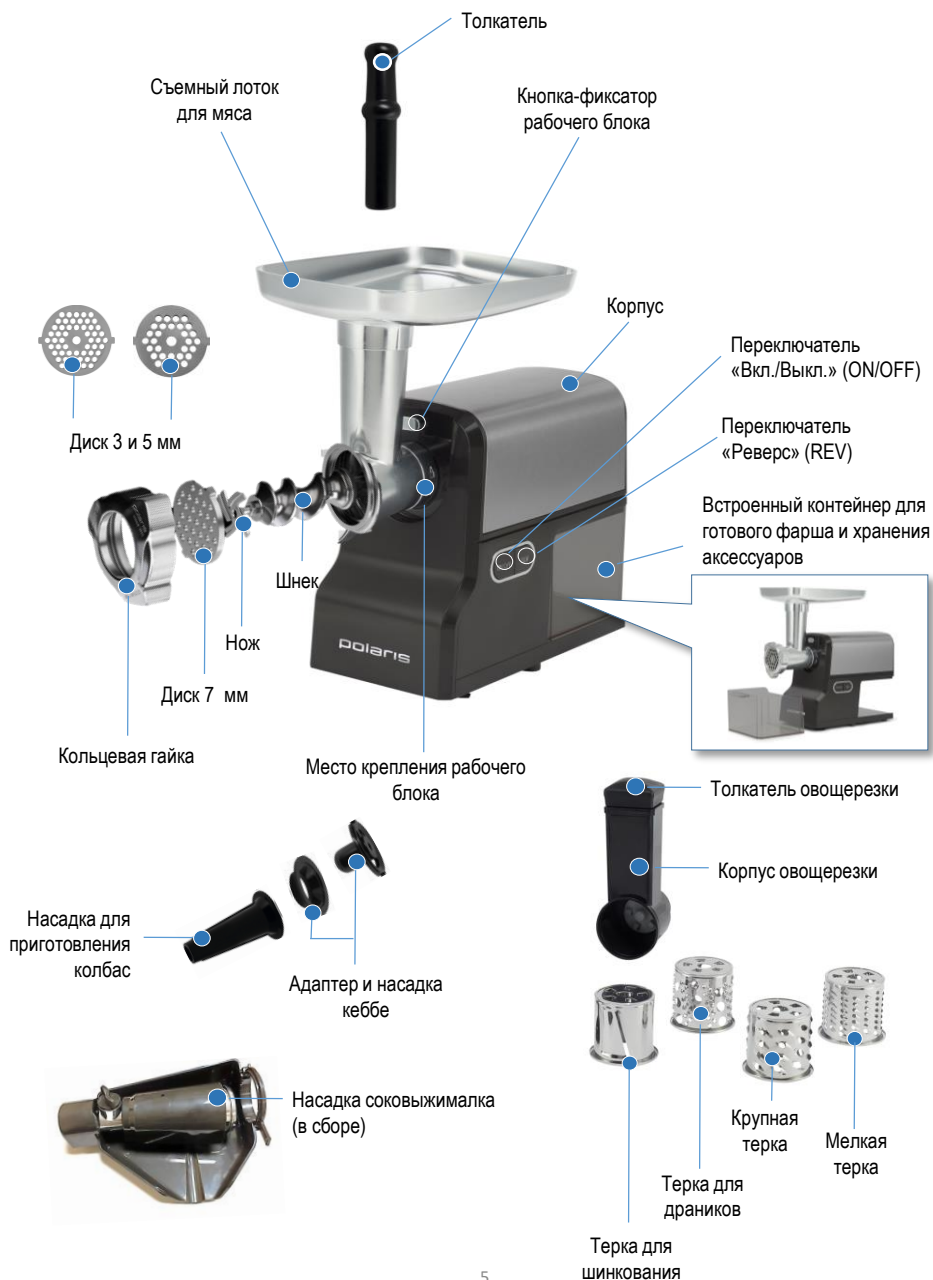 Толкатель
Съемный лоток
для мяса
Кнопка-фиксатор
рабочего блока
Корпус
Переключатель
«Вкл./Выкл.» (ON/OFF)
Переключатель
«Реверс» (REV)
Диск 3 и 5 мм
Встроенный контейнер для
готового фарша и хранения
аксессуаров
Шнек
Нож
polaris
Диск 7 мм
Кольцевая гайка
Место крепления рабочего
блока
Толкатель овощерезки
Корпус овощерезки
Насадка для
приготовления
колбас
Адаптер и насадка
кеббе
Насадка соковыжималка
(в сборе)
Крупная
терка
Мелкая
терка
Терка для
драников
Терка для
шинкования
5